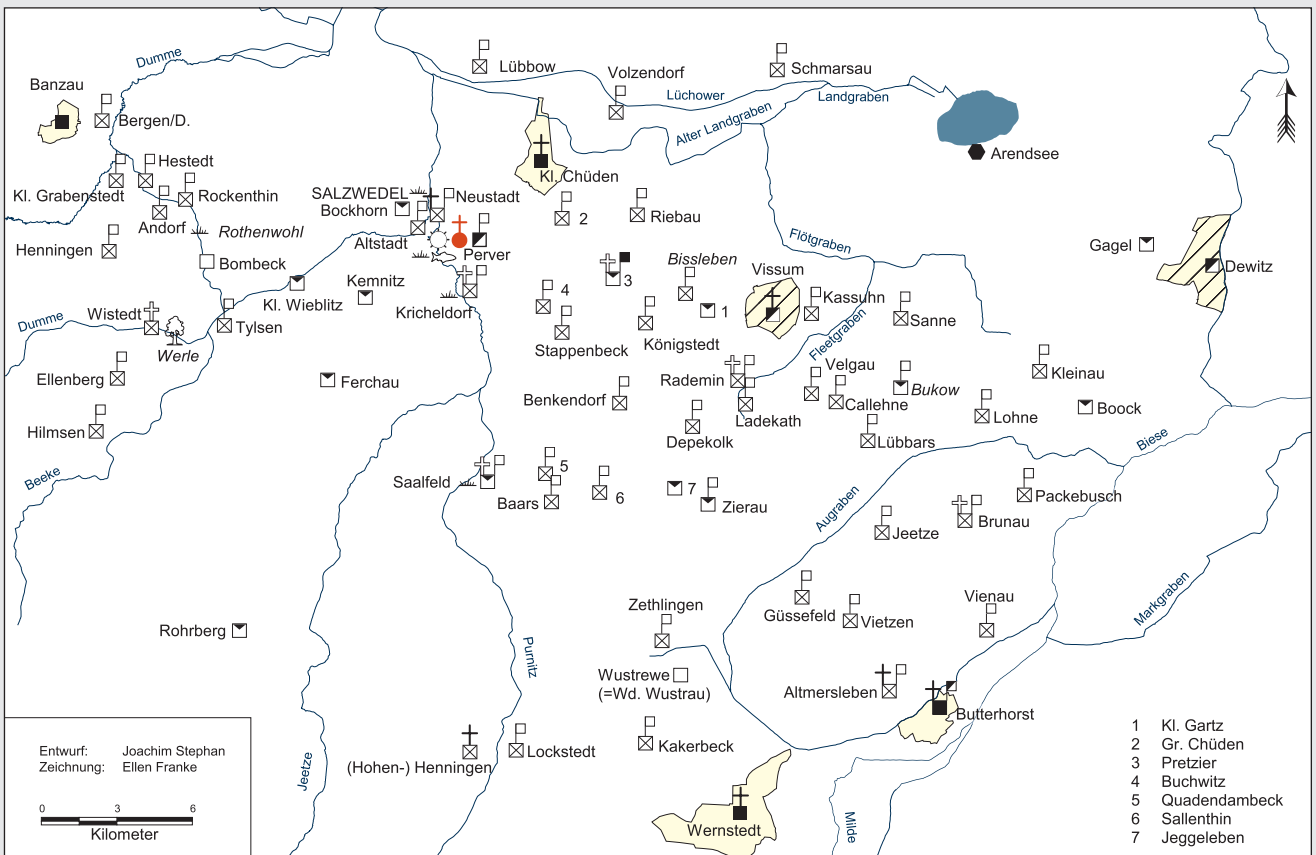 Dumme
Lübbow
Volzendorf
Schmarsau
Banzau
Lüchower
Landgraben
Bergen/D.
Alter Landgraben
Arendsee
Hestedt
Kl. Chüden
Kl. Grabenstedt
Rockenthin
SALZWEDEL
Neustadt
Bockhorn
2
Riebau
Andorf
Rothenwohl
Altstadt
Flötgraben
Gagel
Henningen
Perver
Bissleben
Vissum
Dewitz
Bombeck
Kemnitz
3
Kl. Wieblitz
4
Kassuhn
Wistedt
Kricheldorf
1
Sanne
Dumme
Tylsen
Fleetgraben
Werle
Stappenbeck
Königstedt
Ellenberg
Ferchau
Rademin
Velgau
Kleinau
Bukow
Benkendorf
Callehne
Boock
Ladekath
Lohne
Hilmsen
Depekolk
Lübbars
Biese
Beeke
5
Saalfeld
7
Packebusch
Baars
6
Zierau
Augraben
Jeetze
Brunau
Zethlingen
Güssefeld
Vienau
Markgraben
Vietzen
Rohrberg
Purnitz
Wustrewe
(=Wd. Wustrau)
Altmersleben
Butterhorst
Lockstedt
Kakerbeck
(Hohen-) Henningen
Jeetze
Wernstedt
Milde
Entwurf: Joachim Stephan
Zeichnung: Ellen Franke
0 3 6
Kilometer
1 Kl. Gartz
2 Gr. Chüden
3 Pretzier
4 Buchwitz
5 Quadendambeck
6 Sallenthin
7 Jeggeleben